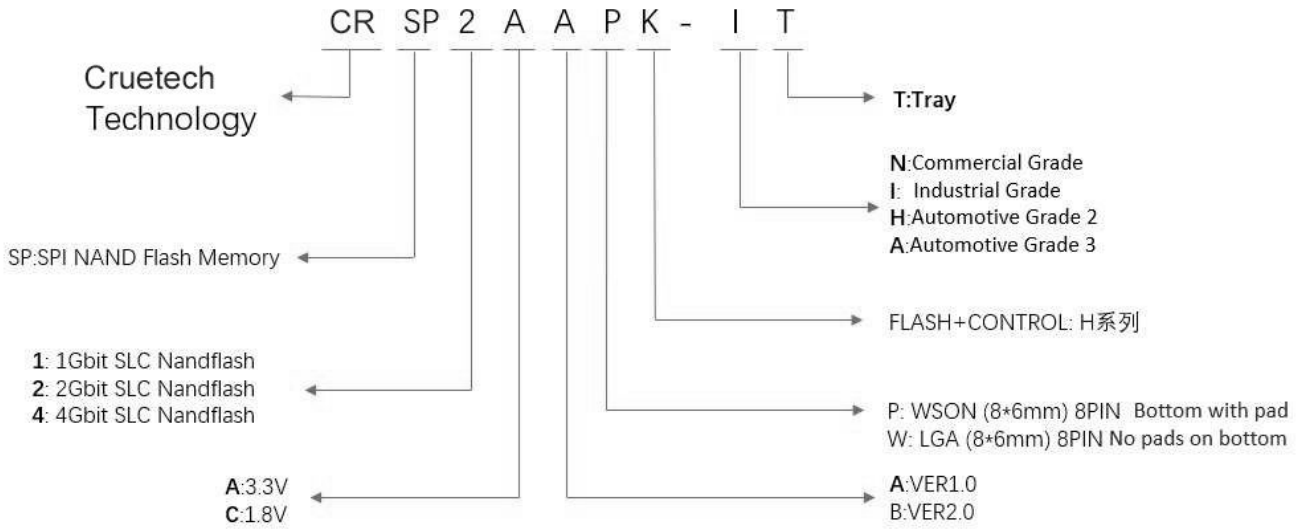 CR SP 2 A A P K - I T
Cruetech
Technology
T:Tray
N:Commercial Grade
I: Industrial Grade
H:Automotive Grade 2
A:Automotive Grade 3
SP:SPI NAND Flash Memory
FLASH+CONTROL: H系列
1: 1Gbit SLC Nandflash
2: 2Gbit SLC Nandflash
4: 4Gbit SLC Nandflash
P: WSON (8*6mm) 8PIN Bottom with pad
W: LGA (8*6mm) 8PIN No pads on bottom
A:3.3V
C:1.8V
A:VER1.0
B:VER2.0